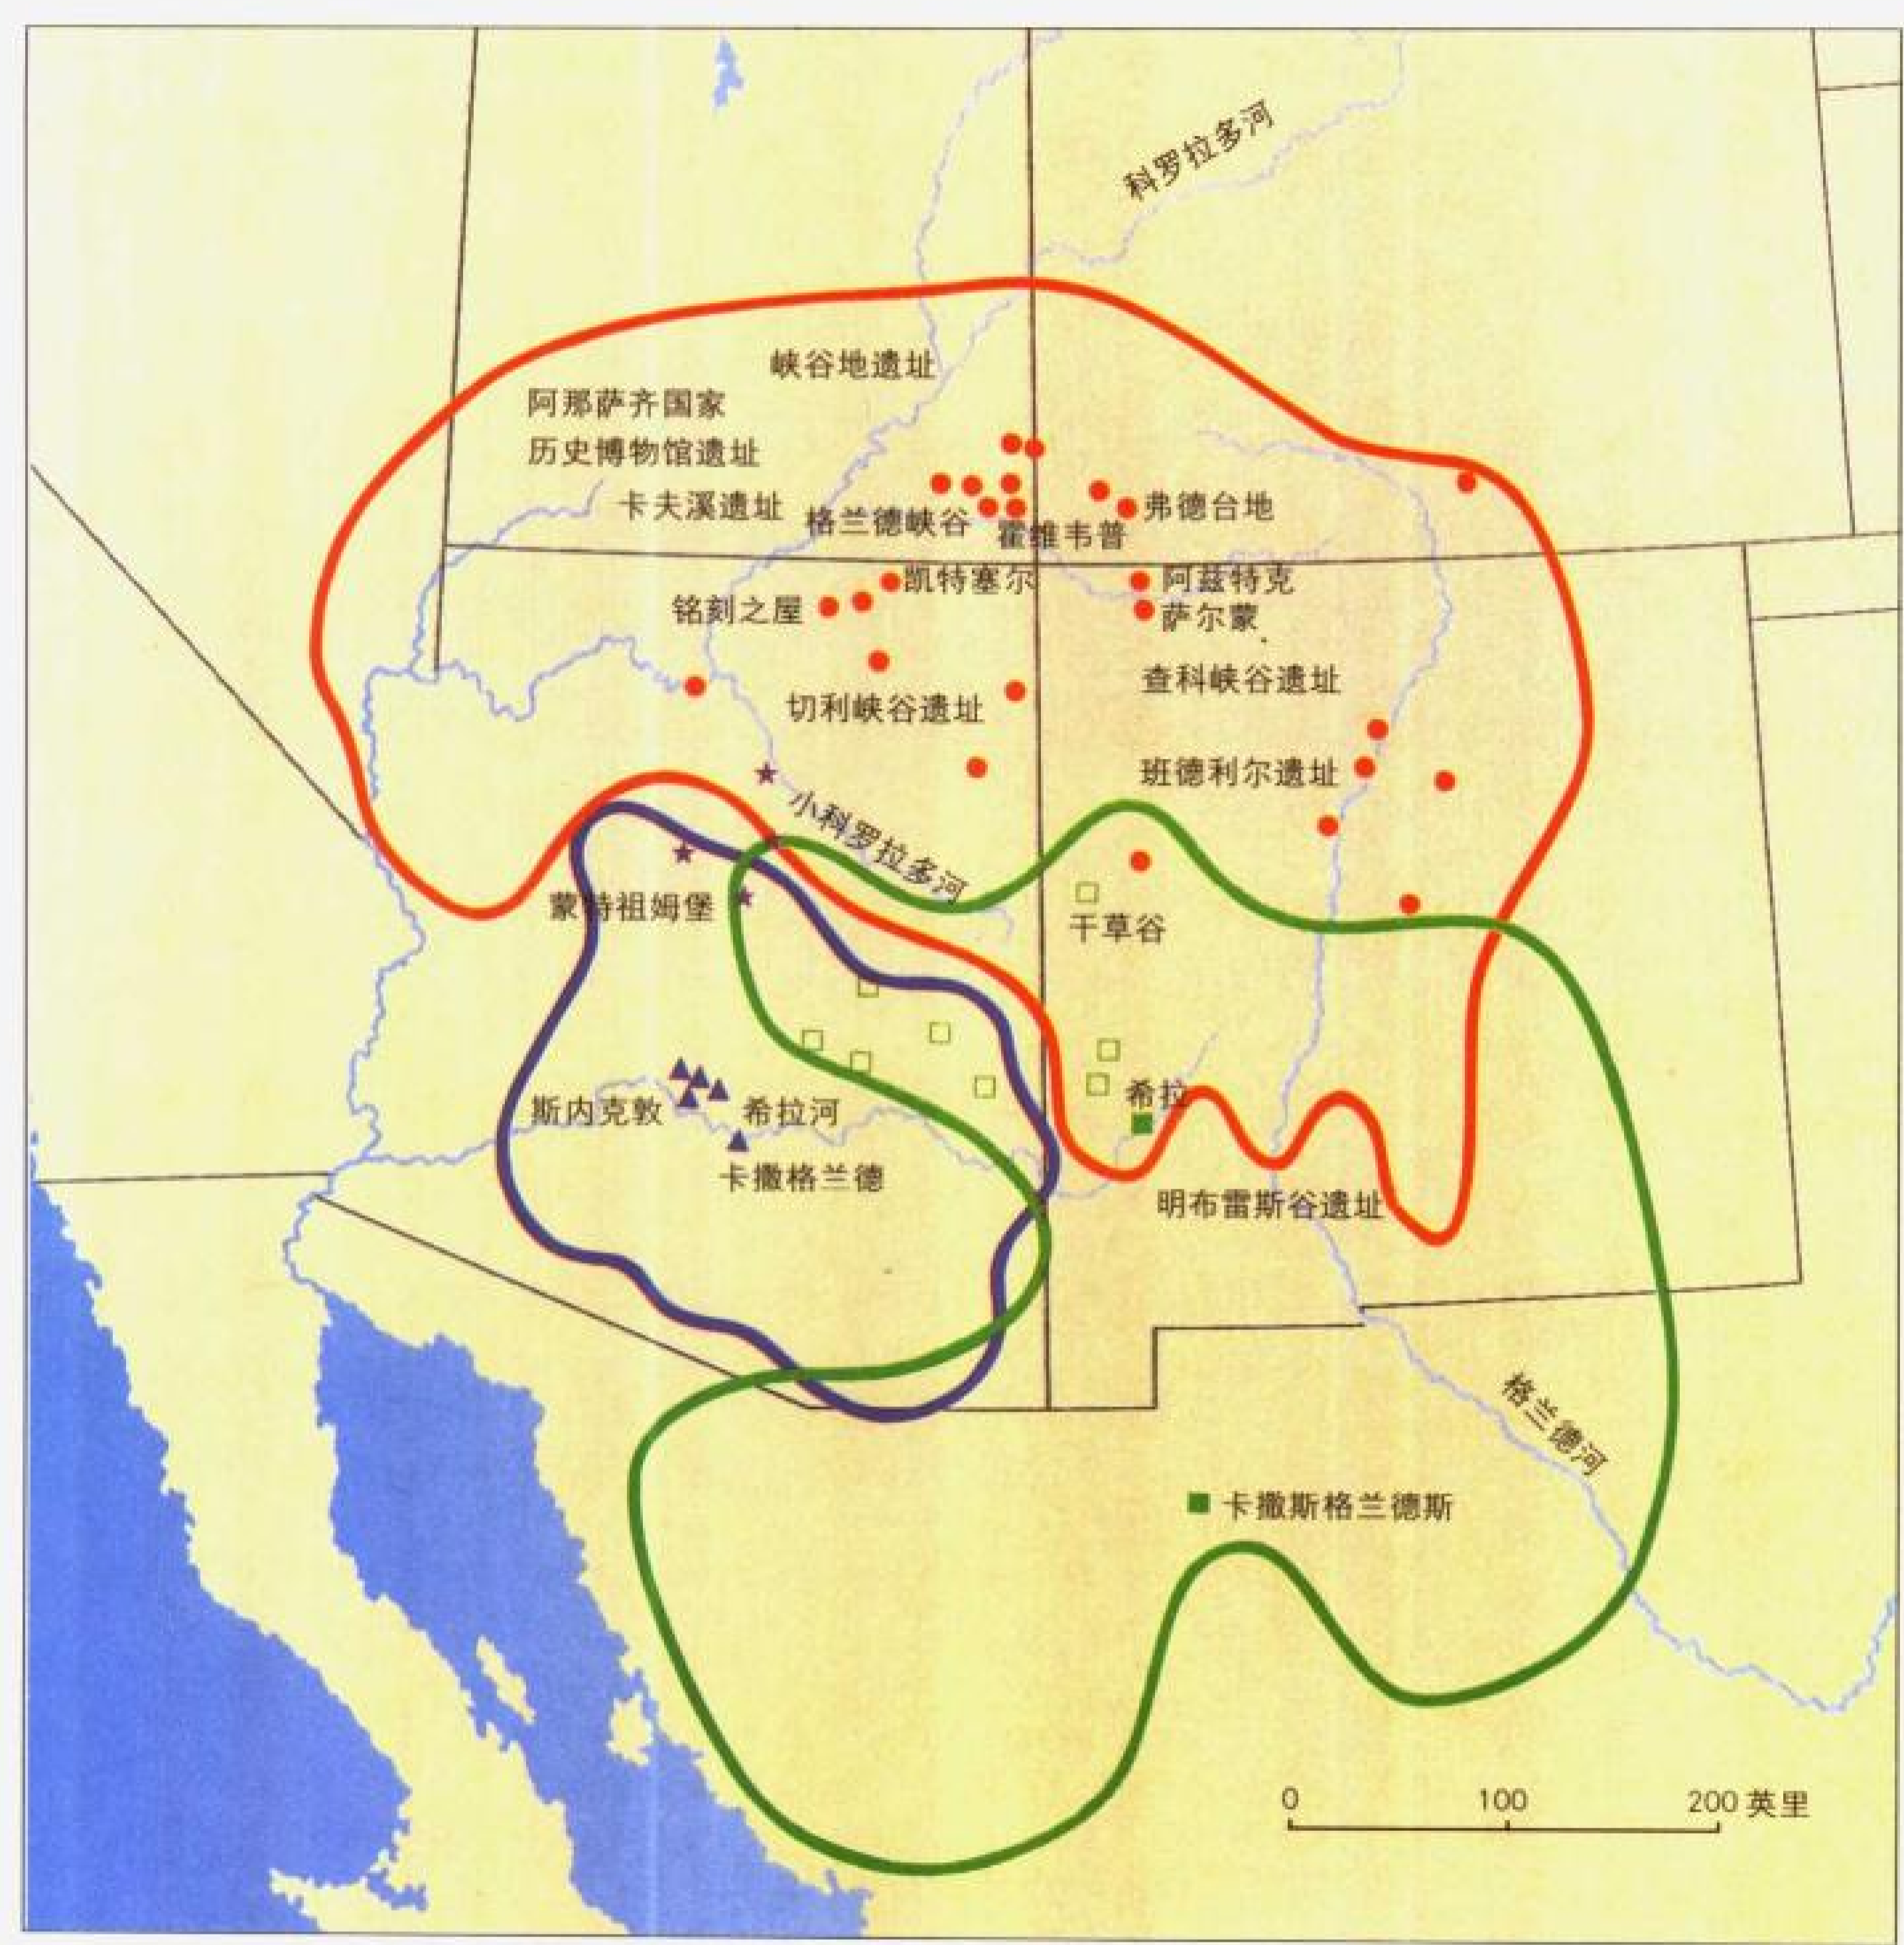 科罗拉多河
峡谷地遗址
阿那萨齐国家
历史博物馆遗址
卡夫溪遗址
格兰德峡谷
霍维韦普
弗德台地
凯特塞尔
阿兹特克
铭刻之屋
萨尔蒙
查科峡谷遗址
切利峡谷遗址
班德利尔遗址
小科罗拉多河
蒙特祖姆堡
干草谷
希拉
斯内克敦
希拉河
卡撒格兰德
明布雷斯谷遗址
格兰德河
卡撒斯格兰德斯
0 100 200 英里